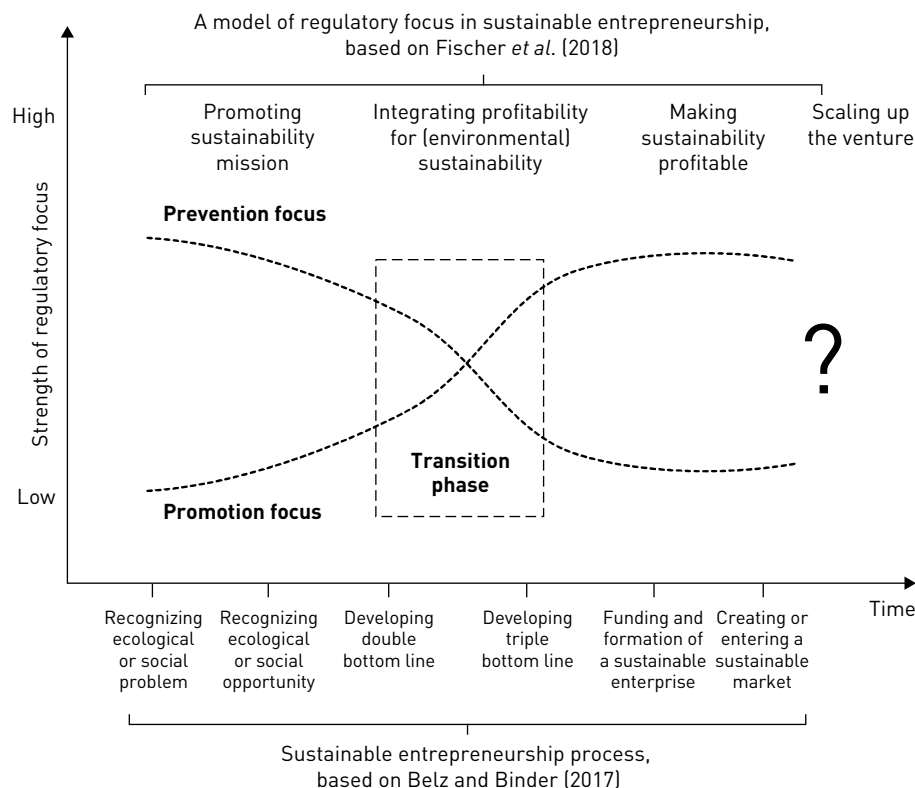 A model of regulatory focus in sustainable entrepreneurship,
based on Fischer et al. (2018)
High
Promoting
sustainability
mission
Integrating profitability
for (environmental)
sustainability
Making
sustainability
profitable
Scaling up
the venture
Strength of regulatory focus
Prevention focus
?
Transition
phase
Low
Promotion focus
Time
Recognizing
ecological
or social
problem
Recognizing
ecological
or social
opportunity
Developing
double
bottom line
Developing
triple
bottom line
Funding and
formation of
a sustainable
enterprise
Creating or
entering a
sustainable
market
Sustainable entrepreneurship process,
based on Belz and Binder (2017)